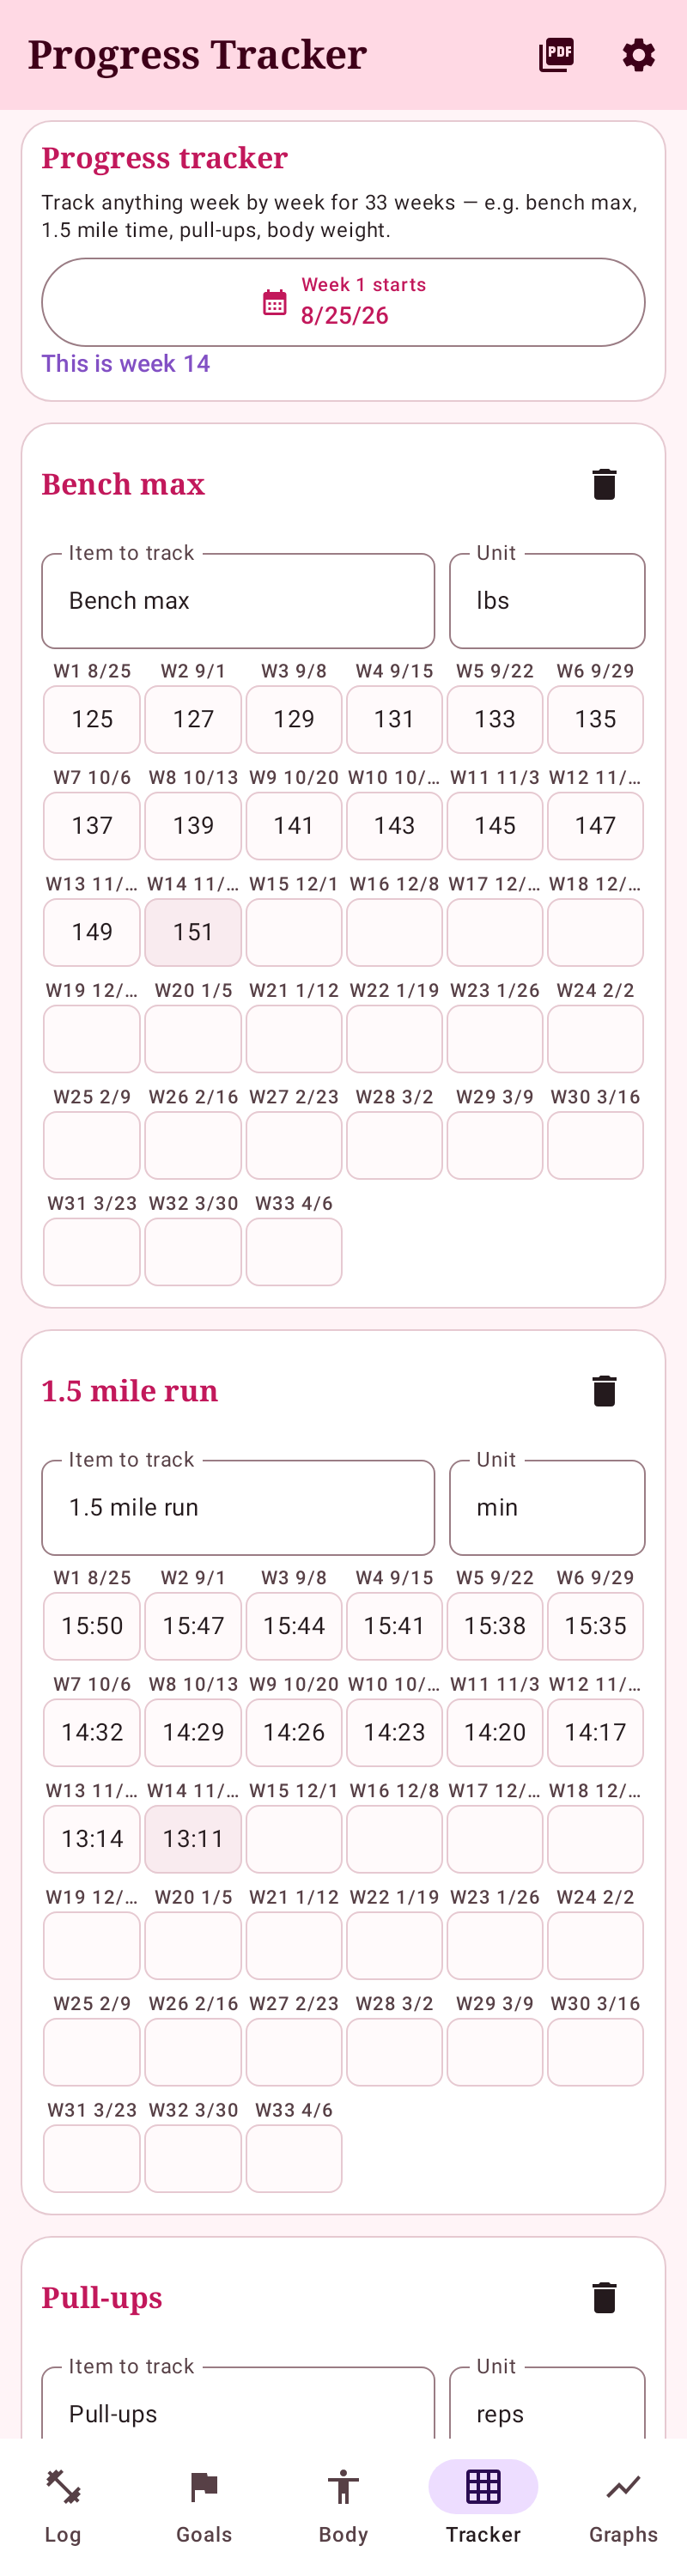 Progress Tracker
PDF
Progress tracker
Track anything week by week for 33 weeks — e.g. bench max,
1.5 mile time, pull-ups, body weight.
Week 1 starts
8/25/26
This is week 14
Bench max
Item to track
Unit
Bench max
lbs
W1 8/25 W2 9/1 W3 9/8 W4 9/15 W5 9/22 W6 9/29
125 127 129 131 133 135
W7 10/6 W8 10/13 W9 10/20 W10 10/… W11 11/3 W12 11/…
137 139 141 143 145 147
W13 11/… W14 11/… W15 12/1 W16 12/8 W17 12/… W18 12/…
149 151
W19 12/… W20 1/5 W21 1/12 W22 1/19 W23 1/26 W24 2/2
W25 2/9 W26 2/16 W27 2/23 W28 3/2 W29 3/9 W30 3/16
W31 3/23 W32 3/30 W33 4/6
1.5 mile run
Item to track
Unit
1.5 mile run
min
W1 8/25 W2 9/1 W3 9/8 W4 9/15 W5 9/22 W6 9/29
15:50 15:47 15:44 15:41 15:38 15:35
W7 10/6 W8 10/13 W9 10/20 W10 10/… W11 11/3 W12 11/…
14:32 14:29 14:26 14:23 14:20 14:17
W13 11/… W14 11/… W15 12/1 W16 12/8 W17 12/… W18 12/…
13:14 13:11
W19 12/… W20 1/5 W21 1/12 W22 1/19 W23 1/26 W24 2/2
W25 2/9 W26 2/16 W27 2/23 W28 3/2 W29 3/9 W30 3/16
W31 3/23 W32 3/30 W33 4/6
Pull-ups
Item to track
Unit
Pull-ups
reps
Log Goals Body Tracker Graphs